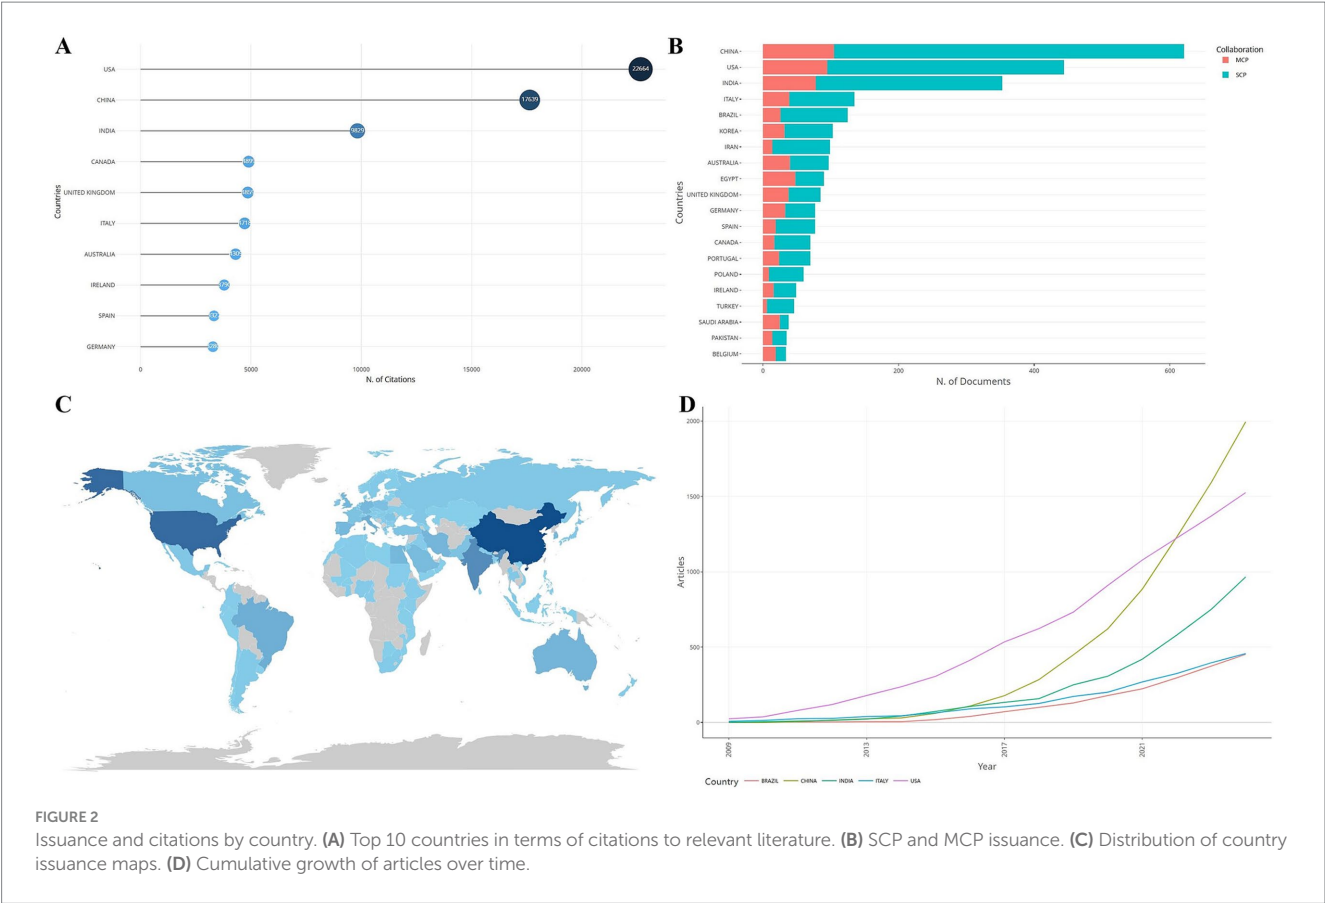 A
USA
22664
CHINA
17639
INDIA
9829
CANADA
UNITED KINGDOM
ITALY
AUSTRALIA
IRELAND
SPAIN
GERMANY
Countries
0 5000 10000 15000 20000
N. of Citations
B
CHINA
USA
INDIA
ITALY
BRAZIL
KOREA
IRAN
AUSTRALIA
EGYPT
UNITED KINGDOM
GERMANY
SPAIN
CANADA
PORTUGAL
POLAND
IRELAND
TURKEY
SAUDI ARABIA
PAKISTAN
BELGIUM
Countries
0 200 400 600
N. of Documents
Collaboration
MCP
SCP
C
D
2000
1500
1000
500
0
Articles
2009 2013 2017 2021
Year
Country BRAZIL CHINA INDIA ITALY USA
FIGURE 2
Issuance and citations by country. (A) Top 10 countries in terms of citations to relevant literature. (B) SCP and MCP issuance. (C) Distribution of country
issuance maps. (D) Cumulative growth of articles over time.